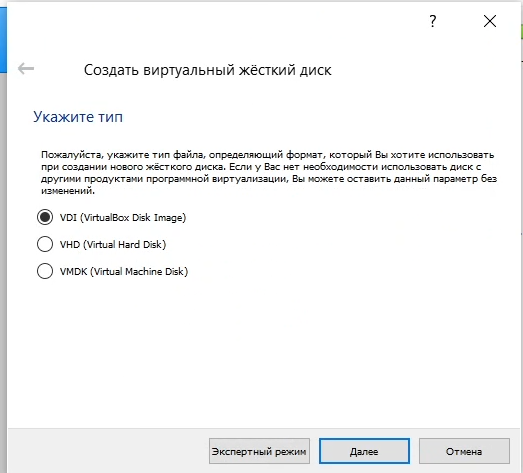 ?
Создать виртуальный жёсткий диск
Укажите тип
Пожалуйста, укажите тип файла, определяющий формат, который Вы хотите использовать
при создании нового жёсткого диска. Если у Вас нет необходимости использовать диск с
другими продуктами программной виртуализации, Вы можете оставить данный параметр без
изменений.
VDI (VirtualBox Disk Image)
VHD (Virtual Hard Disk)
VMDK (Virtual Machine Disk)
Экспертный режим
Далее
Отмена